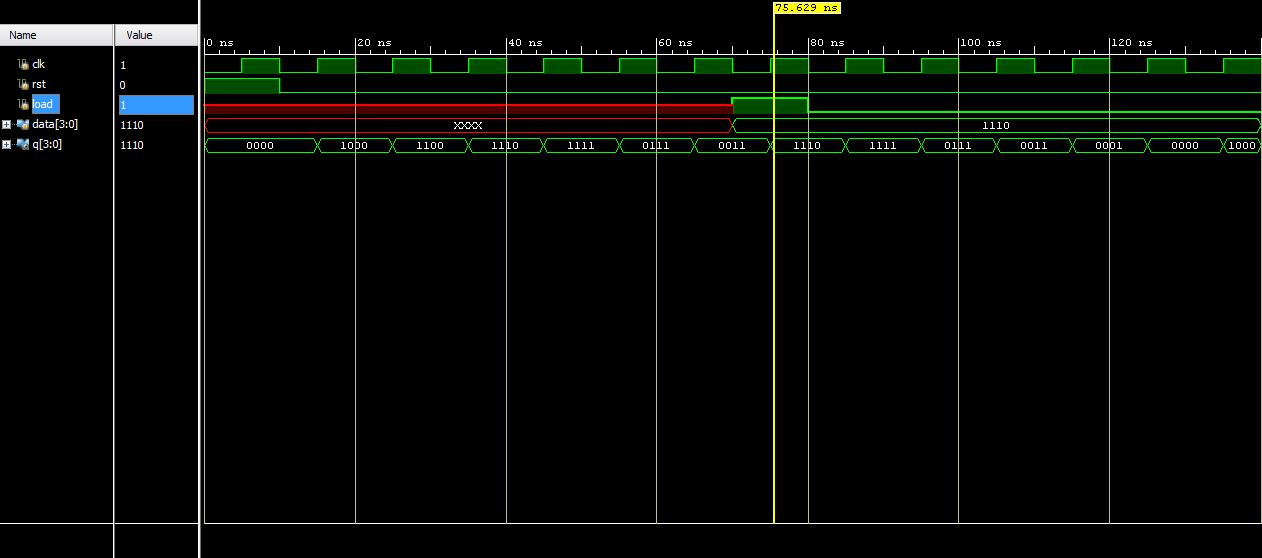 75.629 ns
Name Value
0 ns 20 ns 40 ns 60 ns 80 ns 100 ns 120 ns
clk 1
rst 0
load 1
data[3:0] 1110 XXXX 1110
q[3:0] 1110 0000 1000 1100 1110 1111 0111 0011 1110 1111 0111 0011 0001 0000 1000